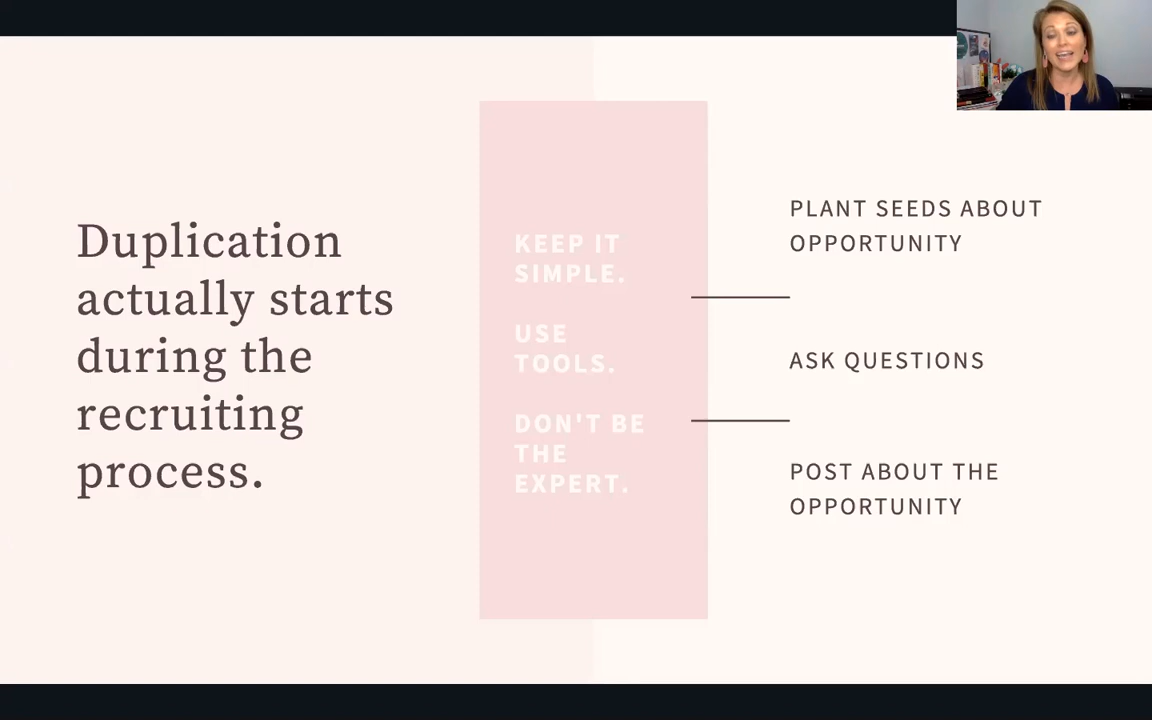 Duplication
actually starts
during the
recruiting
process.
KEEP IT
SIMPLE.
USE
TOOLS.
DON'T BE
THE
EXPERT.
PLANT SEEDS ABOUT
OPPORTUNITY
ASK QUESTIONS
POST ABOUT THE
OPPORTUNITY